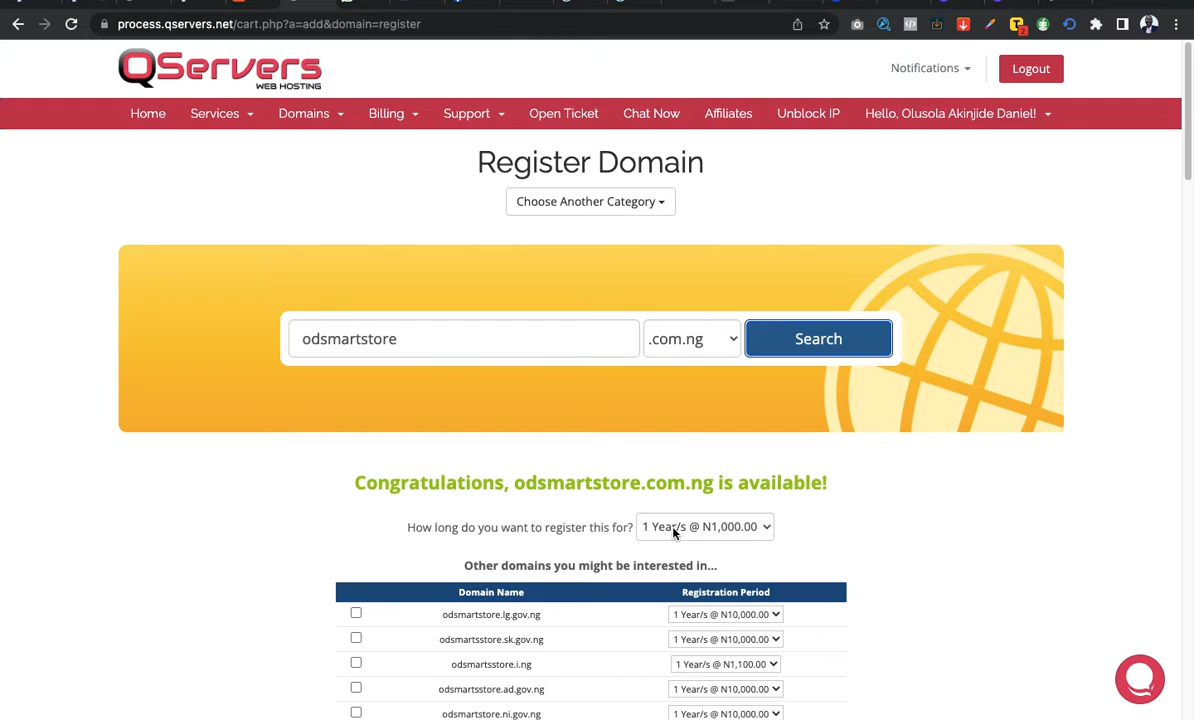 process.qservers.net/cart.php?a=add&domain=register
2
QServers
WEB HOSTING
Notifications
Logout
Home Services Domains Billing Support Open Ticket Chat Now Affiliates Unblock IP Hello, Olusola Akinjide Daniel!
Register Domain
Choose Another Category
odsmartstore .com.ng Search
Congratulations, odsmartstore.com.ng is available!
How long do you want to register this for? 1 Year/s @ N1,000.00
Other domains you might be interested in...
Domain Name Registration Period
odsmartstore.lg.gov.ng 1 Year/s @ N10,000.00
odsmartsstore.sk.gov.ng 1 Year/s @ N10,000.00
odsmartsstore.i.ng 1 Year/s @ N1,100.00
odsmartsstore.ad.gov.ng 1 Year/s @ N10,000.00
odsmartstore.ni.gov.ng 1 Year/s @ N10,000.00